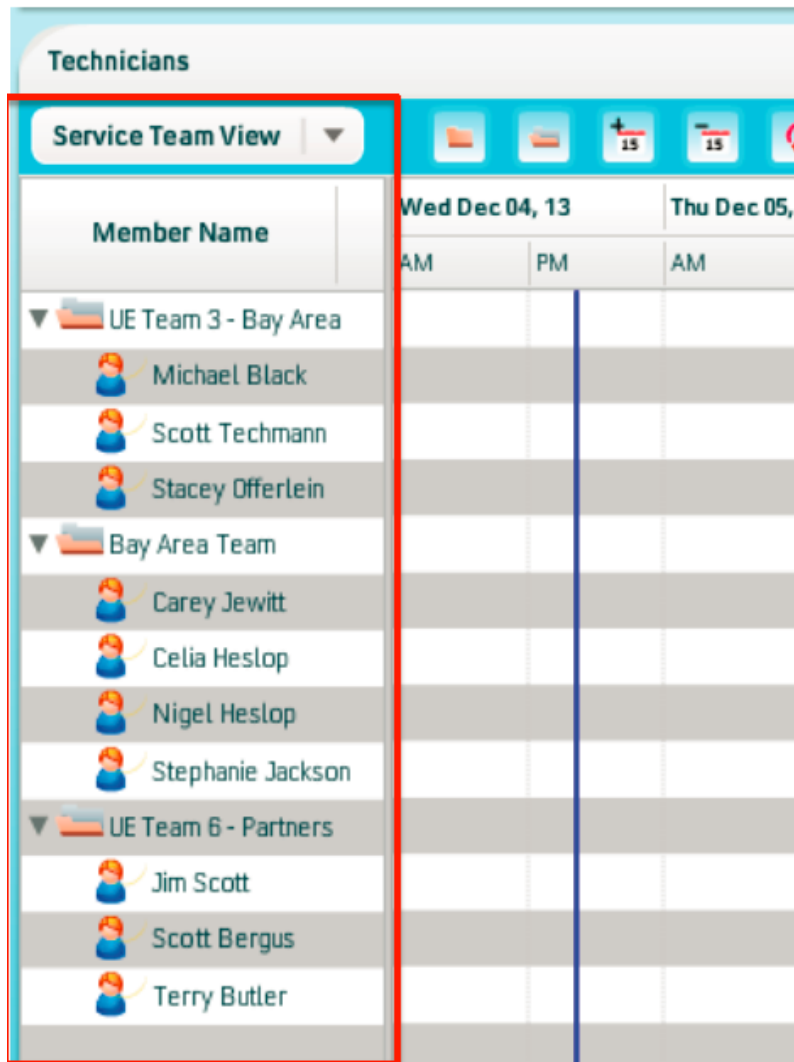 Technicians
Service Team View
+ 15
- 15
Member Name
Wed Dec 04, 13
Thu Dec 05,
AM
PM
AM
UE Team 3 - Bay Area
Michael Black
Scott Techmann
Stacey Offerlein
Bay Area Team
Carey Jewitt
Celia Heslop
Nigel Heslop
Stephanie Jackson
UE Team 6 - Partners
Jim Scott
Scott Bergus
Terry Butler